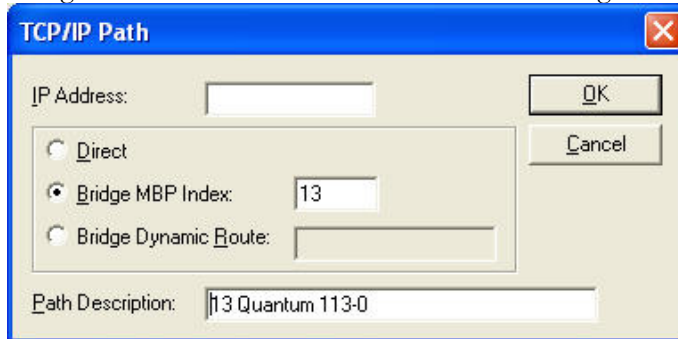 TCP/IP Path
IP Address:
OK
Direct
Cancel
Bridge MBP Index: 13
Bridge Dynamic Route:
Path Description: 13 Quantum 113-0